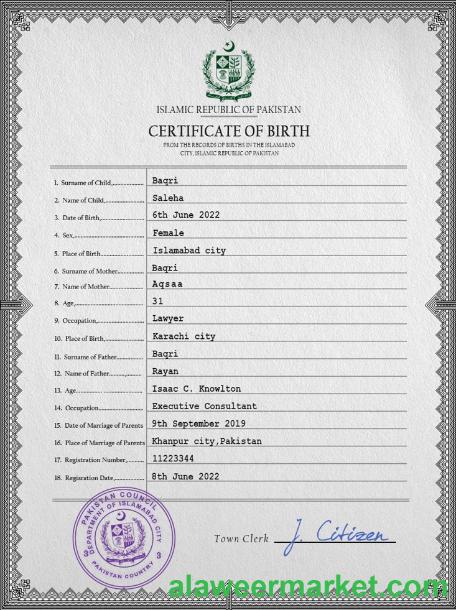 ISLAMIC REPUBLIC OF PAKISTAN
CERTIFICATE OF BIRTH
FROM THE RECORDS OF BIRTHS IN THE ISLAMABAD
CITY, ISLAMIC REPUBLIC OF PAKISTAN
1. Surname of Child,.............. Baqri
2. Name of Child,.................. Saleha
3. Date of Birth,.................. 6th June 2022
4. Sex,............................ Female
5. Place of Birth.................. Islamabad city
6. Surname of Mother............ Baqri
7. Name of Mother............... Aqsaa
8. Age,............................ 31
9. Occupation,.................... Lawyer
10. Place of Birth,............... Karachi city
11. Surname of Father............ Baqri
12. Name of Father............... Rayan
13. Age............................ Isaac C. Knowlton
14. Occupation.................... Executive Consultant
15. Date of Marriage of Parents 9th September 2019
16. Place of Marriage of Parents Khanpur city,Pakistan
17. Registration Number,......... 11223344
18. Regisration Date,............. 8th June 2022
PAKISTAN COUNCIL
DEPARTMENT OF ISLAMABAD CITY
3 3
PAKISTAN COUNTRY
Town Clerk J. Citizen
alaweermarket.com